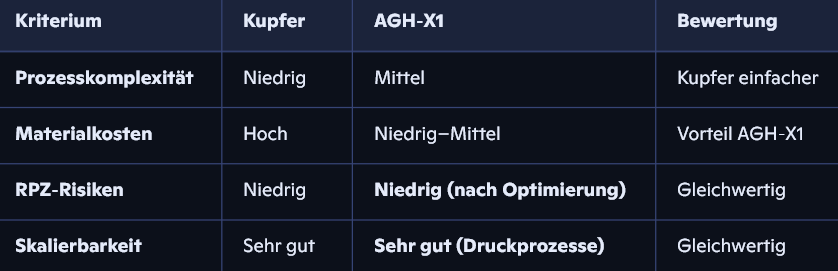 Kriterium Kupfer AGH-X1 Bewertung
Prozesskomplexität Niedrig Mittel Kupfer einfacher
Materialkosten Hoch Niedrig–Mittel Vorteil AGH-X1
RPZ-Risiken Niedrig Niedrig (nach Optimierung) Gleichwertig
Skalierbarkeit Sehr gut Sehr gut (Druckprozesse) Gleichwertig